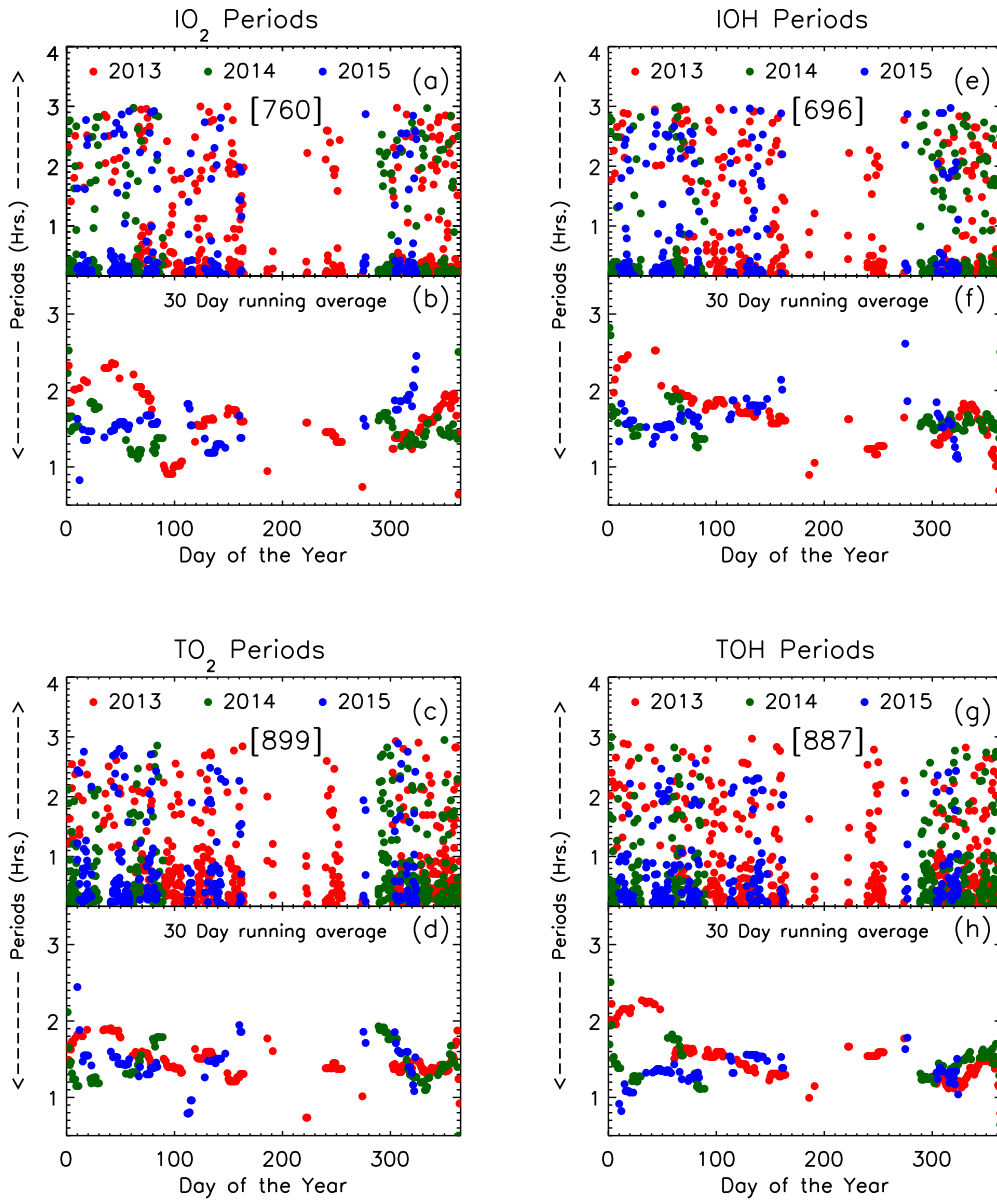 IO2 Periods
4
3
2
1
2013 2014 2015 (a)
[760]
30 Day running average (b)
3
2
1
0 100 200 300
Day of the Year
<----- Periods (Hrs.) ----->
IOH Periods
4
3
2
1
2013 2014 2015 (e)
[696]
30 Day running average (f)
3
2
1
0 100 200 300
Day of the Year
<----- Periods (Hrs.) ----->
TO2 Periods
4
3
2
1
2013 2014 2015 (c)
[899]
30 Day running average (d)
3
2
1
0 100 200 300
Day of the Year
<----- Periods (Hrs.) ----->
TOH Periods
4
3
2
1
2013 2014 2015 (g)
[887]
30 Day running average (h)
3
2
1
0 100 200 300
Day of the Year
<----- Periods (Hrs.) ----->